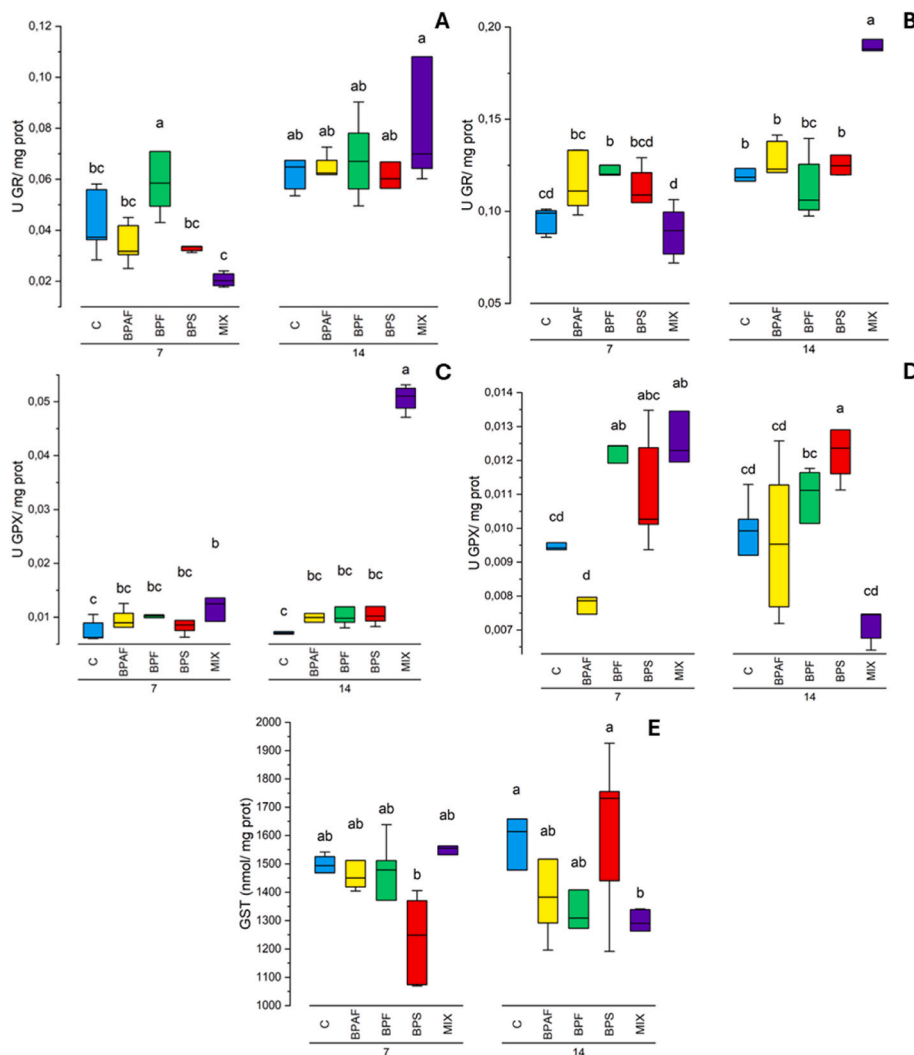 A
U GR/ mg prot
0,12
0,10
0,08
0,06
0,04
0,02
bc
bc
a
bc
c
ab
ab
ab
ab
a
C
BPAF
BPF
BPS
MIX
7
C
BPAF
BPF
BPS
MIX
14
B
U GR/ mg prot
0,20
0,15
0,10
0,05
cd
bc
b
bcd
d
b
b
bc
b
a
C
BPAF
BPF
BPS
MIX
7
C
BPAF
BPF
BPS
MIX
14
C
U GPX/ mg prot
0,05
0,04
0,03
0,02
0,01
c
bc
bc
bc
b
c
bc
bc
bc
a
C
BPAF
BPF
BPS
MIX
7
C
BPAF
BPF
BPS
MIX
14
D
U GPX/ mg prot
0,014
0,013
0,012
0,011
0,010
0,009
0,008
0,007
cd
d
ab
abc
ab
cd
cd
bc
a
cd
C
BPAF
BPF
BPS
MIX
7
C
BPAF
BPF
BPS
MIX
14
E
GST (nmol/ mg prot)
2000
1900
1800
1700
1600
1500
1400
1300
1200
1100
1000
ab
ab
ab
b
ab
a
ab
ab
a
b
C
BPAF
BPF
BPS
MIX
7
C
BPAF
BPF
BPS
MIX
14